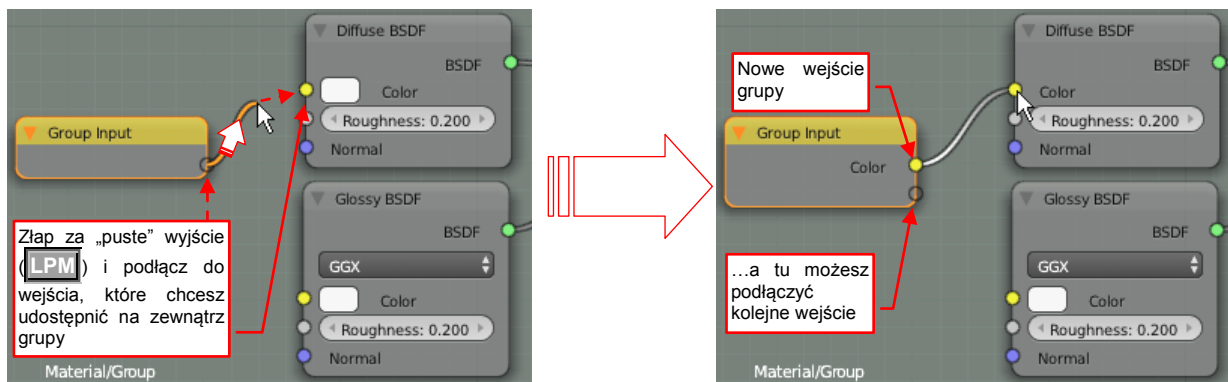 Diffuse BSDF
BSDF
Color
Roughness: 0.200
Normal
Group Input
Glossy BSDF
BSDF
GGX
Color
Roughness: 0.200
Normal
Złap za „puste” wyjście
(LPM) i podłącz do
wejścia, które chcesz
udostępnić na zewnątrz
grupy
Material/Group
Diffuse BSDF
BSDF
Color
Roughness: 0.200
Normal
Nowe wejście
grupy
Group Input
Color
Glossy BSDF
BSDF
GGX
Color
Roughness: 0.200
Normal
…a tu możesz
podłączyć
kolejne wejście
Material/Group